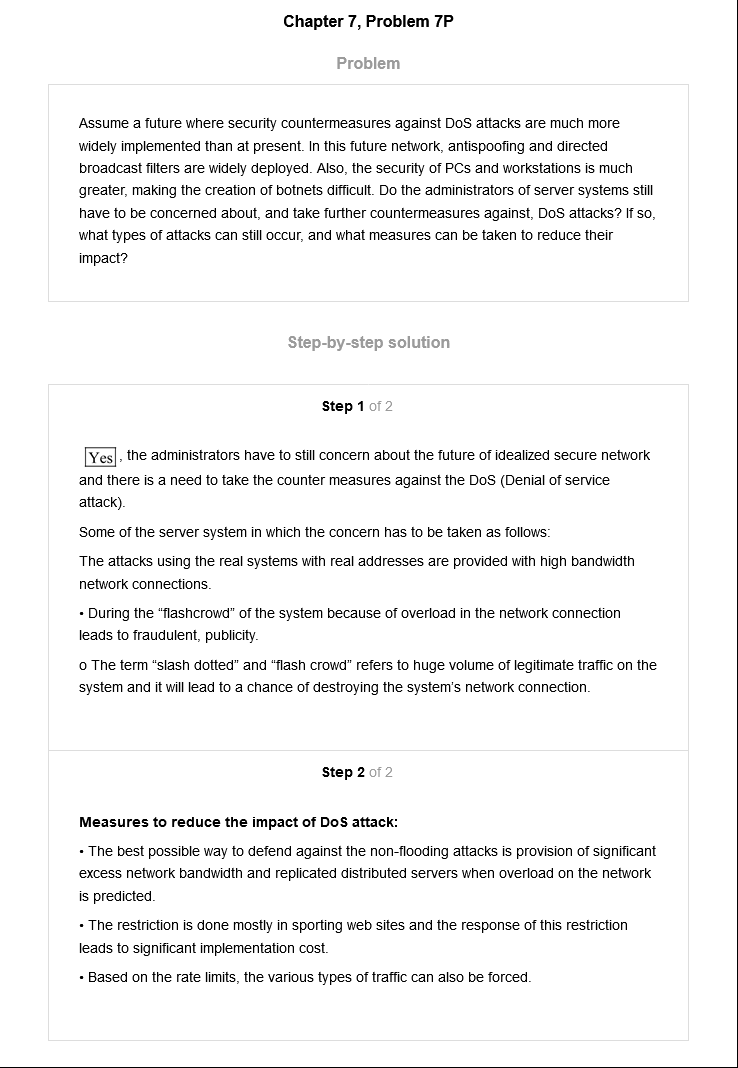 Chapter 7, Problem 7P
Problem
Assume a future where security countermeasures against DoS attacks are much more
widely implemented than at present. In this future network, antispoofing and directed
broadcast filters are widely deployed. Also, the security of PCs and workstations is much
greater, making the creation of botnets difficult. Do the administrators of server systems still
have to be concerned about, and take further countermeasures against, DoS attacks? If so,
what types of attacks can still occur, and what measures can be taken to reduce their
impact?
Step-by-step solution
Step 1 of 2
Yes , the administrators have to still concern about the future of idealized secure network
and there is a need to take the counter measures against the DoS (Denial of service
attack).
Some of the server system in which the concern has to be taken as follows:
The attacks using the real systems with real addresses are provided with high bandwidth
network connections.
• During the “flashcrowd” of the system because of overload in the network connection
leads to fraudulent, publicity.
o The term “slash dotted” and “flash crowd” refers to huge volume of legitimate traffic on the
system and it will lead to a chance of destroying the system’s network connection.
Step 2 of 2
Measures to reduce the impact of DoS attack:
• The best possible way to defend against the non-flooding attacks is provision of significant
excess network bandwidth and replicated distributed servers when overload on the network
is predicted.
• The restriction is done mostly in sporting web sites and the response of this restriction
leads to significant implementation cost.
• Based on the rate limits, the various types of traffic can also be forced.